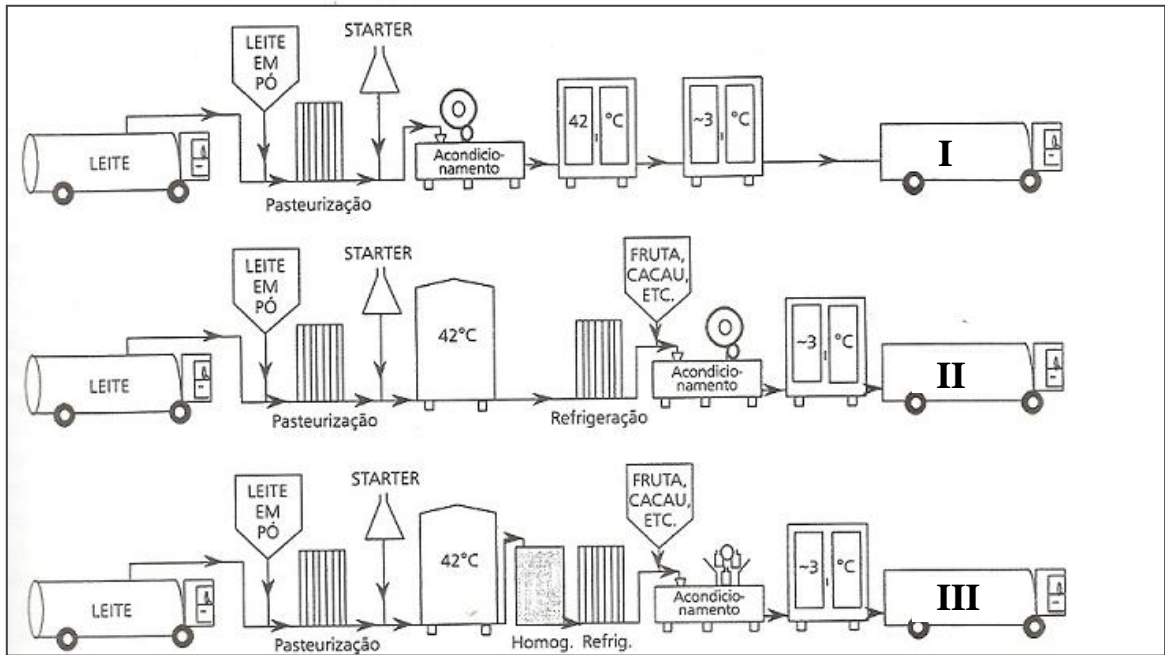 STARTER
LEITE
EM
PÓ
LEITE
Acondicio-
namento
42 °C
~3 °C
I
Pasteurização
STARTER
LEITE
EM
PÓ
FRUTA,
CACAU,
ETC.
42°C
~3 °C
LEITE
Acondicio-
namento
II
Pasteurização
Refrigeração
STARTER
LEITE
EM
PÓ
FRUTA,
CACAU,
ETC.
42°C
~3 °C
LEITE
Acondicio-
namento
III
Pasteurização
Homog. Refrig.